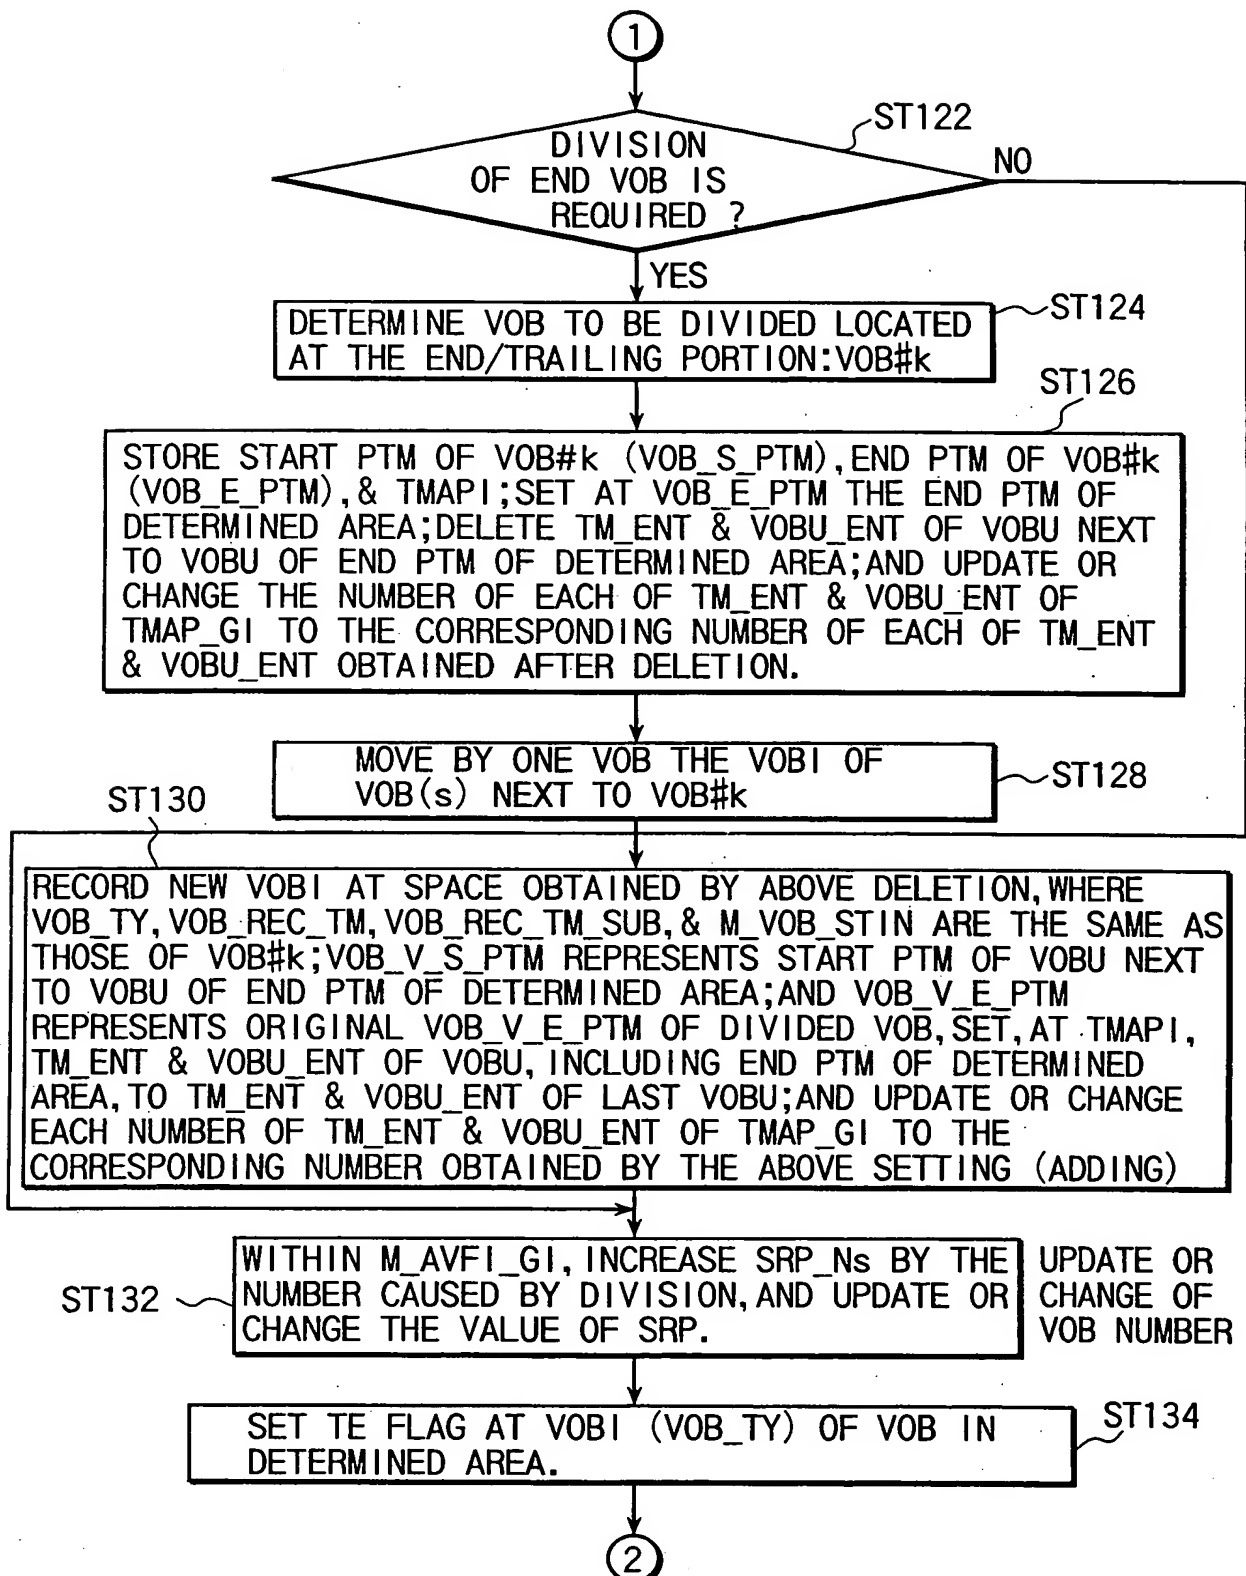 1
ST122
DIVISION
OF END VOB IS
REQUIRED ?
NO
YES
ST124
DETERMINE VOB TO BE DIVIDED LOCATED
AT THE END/TRAILING PORTION:VOB#k
ST126
STORE START PTM OF VOB#k (VOB_S_PTM),END PTM OF VOB#k
(VOB_E_PTM),& TMAPI;SET AT VOB_E_PTM THE END PTM OF
DETERMINED AREA;DELETE TM_ENT & VOBU_ENT OF VOBU NEXT
TO VOBU OF END PTM OF DETERMINED AREA;AND UPDATE OR
CHANGE THE NUMBER OF EACH OF TM_ENT & VOBU_ENT OF
TMAP_GI TO THE CORRESPONDING NUMBER OF EACH OF TM_ENT
& VOBU_ENT OBTAINED AFTER DELETION.
MOVE BY ONE VOB THE VOBI OF
VOB(s) NEXT TO VOB#k
ST128
ST130
RECORD NEW VOBI AT SPACE OBTAINED BY ABOVE DELETION,WHERE
VOB_TY,VOB_REC_TM,VOB_REC_TM_SUB,& M_VOB_STIN ARE THE SAME AS
THOSE OF VOB#k;VOB_V_S_PTM REPRESENTS START PTM OF VOBU NEXT
TO VOBU OF END PTM OF DETERMINED AREA;AND VOB_V_E_PTM
REPRESENTS ORIGINAL VOB_V_E_PTM OF DIVIDED VOB,SET,AT TMAPI,
TM_ENT & VOBU_ENT OF VOBU,INCLUDING END PTM OF DETERMINED
AREA,TO TM_ENT & VOBU_ENT OF LAST VOBU;AND UPDATE OR CHANGE
EACH NUMBER OF TM_ENT & VOBU_ENT OF TMAP_GI TO THE
CORRESPONDING NUMBER OBTAINED BY THE ABOVE SETTING (ADDING)
WITHIN M_AVFI_GI,INCREASE SRP_Ns BY THE
NUMBER CAUSED BY DIVISION,AND UPDATE OR
CHANGE THE VALUE OF SRP.
ST132
UPDATE OR
CHANGE OF
VOB NUMBER
SET TE FLAG AT VOBI (VOB_TY) OF VOB IN
DETERMINED AREA.
ST134
2